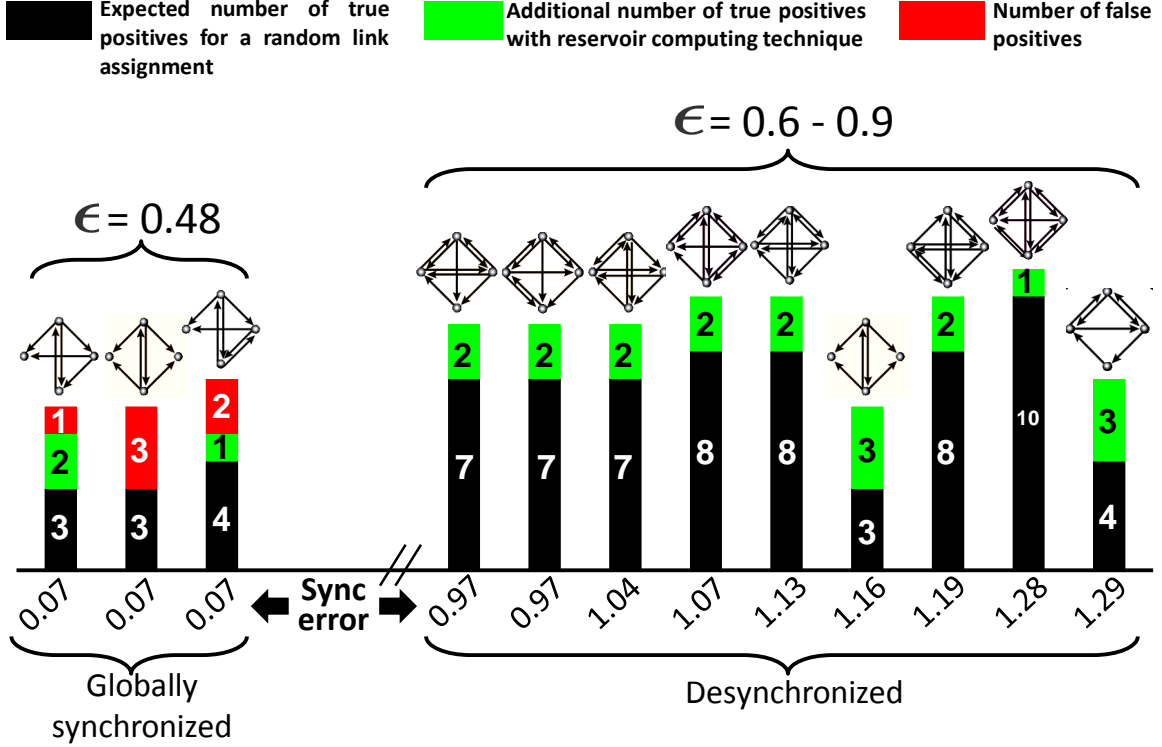 Expected number of true
positives for a random link
assignment
Additional number of true positives
with reservoir computing technique
Number of false
positives
ϵ = 0.6 - 0.9
ϵ = 0.48
1
2
3
3
3
2
1
4
2
7
2
7
2
7
2
8
2
8
3
3
2
8
1
10
3
4
0.07
0.07
0.07
Sync
error
0.97
0.97
1.04
1.07
1.13
1.16
1.19
1.28
1.29
Globally
synchronized
Desynchronized